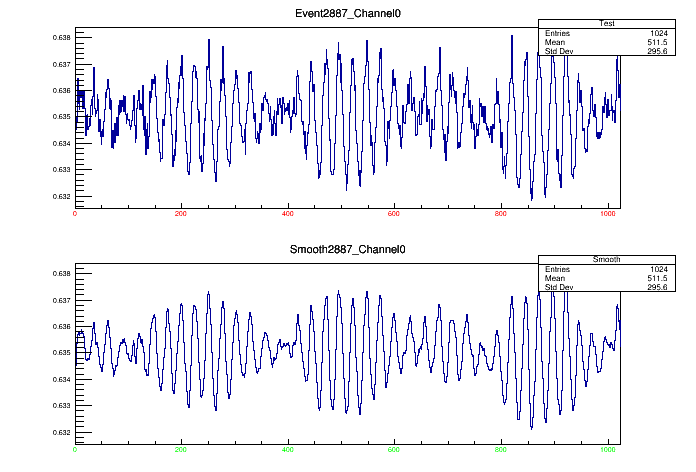 Event2887_Channel0
Test
Entries 1024
Mean 511.5
Std Dev 295.6
0.638
0.637
0.636
0.635
0.634
0.633
0.632
0 200 400 600 800 1000
Smooth2887_Channel0
Smooth
Entries 1024
Mean 511.5
Std Dev 295.6
0.638
0.637
0.636
0.635
0.634
0.633
0.632
0 200 400 600 800 1000